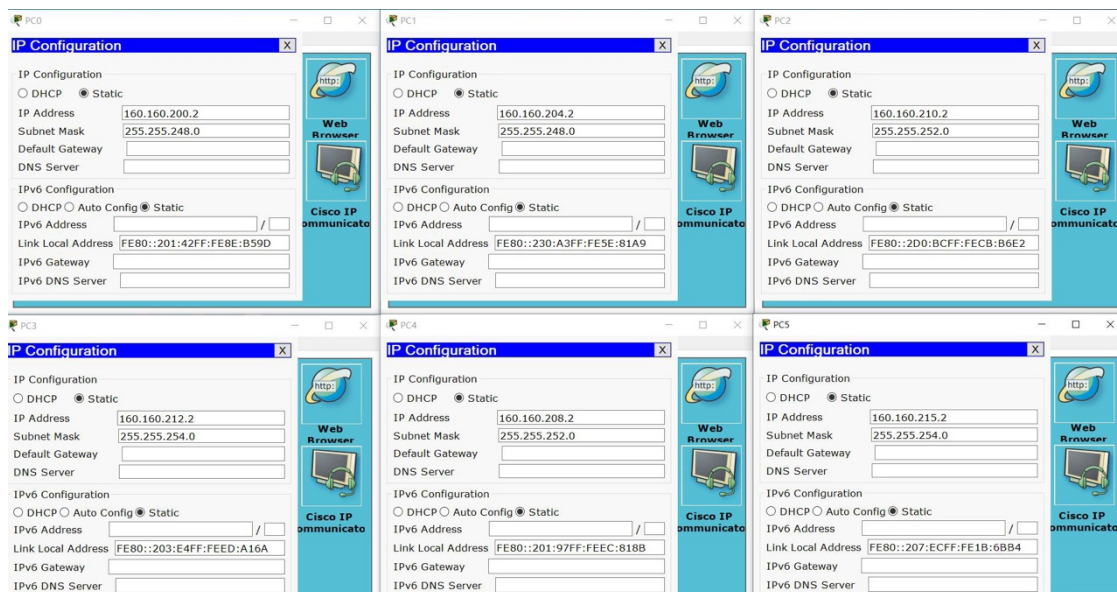 PC0
IP Configuration X
IP Configuration
DHCP Static
IP Address 160.160.200.2
Subnet Mask 255.255.248.0
Default Gateway
DNS Server
IPv6 Configuration
DHCP Auto Config Static
IPv6 Address /
Link Local Address FE80::201:42FF:FE8E:B59D
IPv6 Gateway
IPv6 DNS Server
http:
Web
Browser
Cisco IP
ommunicato
PC1
IP Configuration X
IP Configuration
DHCP Static
IP Address 160.160.204.2
Subnet Mask 255.255.248.0
Default Gateway
DNS Server
IPv6 Configuration
DHCP Auto Config Static
IPv6 Address /
Link Local Address FE80::230:A3FF:FE5E:81A9
IPv6 Gateway
IPv6 DNS Server
http:
Web
Browser
Cisco IP
ommunicato
PC2
IP Configuration X
IP Configuration
DHCP Static
IP Address 160.160.210.2
Subnet Mask 255.255.252.0
Default Gateway
DNS Server
IPv6 Configuration
DHCP Auto Config Static
IPv6 Address /
Link Local Address FE80::2D0:BCFF:FECB:B6E2
IPv6 Gateway
IPv6 DNS Server
http:
Web
Browser
Cisco IP
ommunicato
PC3
IP Configuration X
IP Configuration
DHCP Static
IP Address 160.160.212.2
Subnet Mask 255.255.254.0
Default Gateway
DNS Server
IPv6 Configuration
DHCP Auto Config Static
IPv6 Address /
Link Local Address FE80::203:E4FF:FEED:A16A
IPv6 Gateway
IPv6 DNS Server
http:
Web
Browser
Cisco IP
ommunicato
PC4
IP Configuration X
IP Configuration
DHCP Static
IP Address 160.160.208.2
Subnet Mask 255.255.252.0
Default Gateway
DNS Server
IPv6 Configuration
DHCP Auto Config Static
IPv6 Address /
Link Local Address FE80::201:97FF:FEEC:818B
IPv6 Gateway
IPv6 DNS Server
http:
Web
Browser
Cisco IP
ommunicato
PC5
IP Configuration X
IP Configuration
DHCP Static
IP Address 160.160.215.2
Subnet Mask 255.255.254.0
Default Gateway
DNS Server
IPv6 Configuration
DHCP Auto Config Static
IPv6 Address /
Link Local Address FE80::207:ECFF:FE1B:6BB4
IPv6 Gateway
IPv6 DNS Server
http:
Web
Browser
Cisco IP
ommunicato